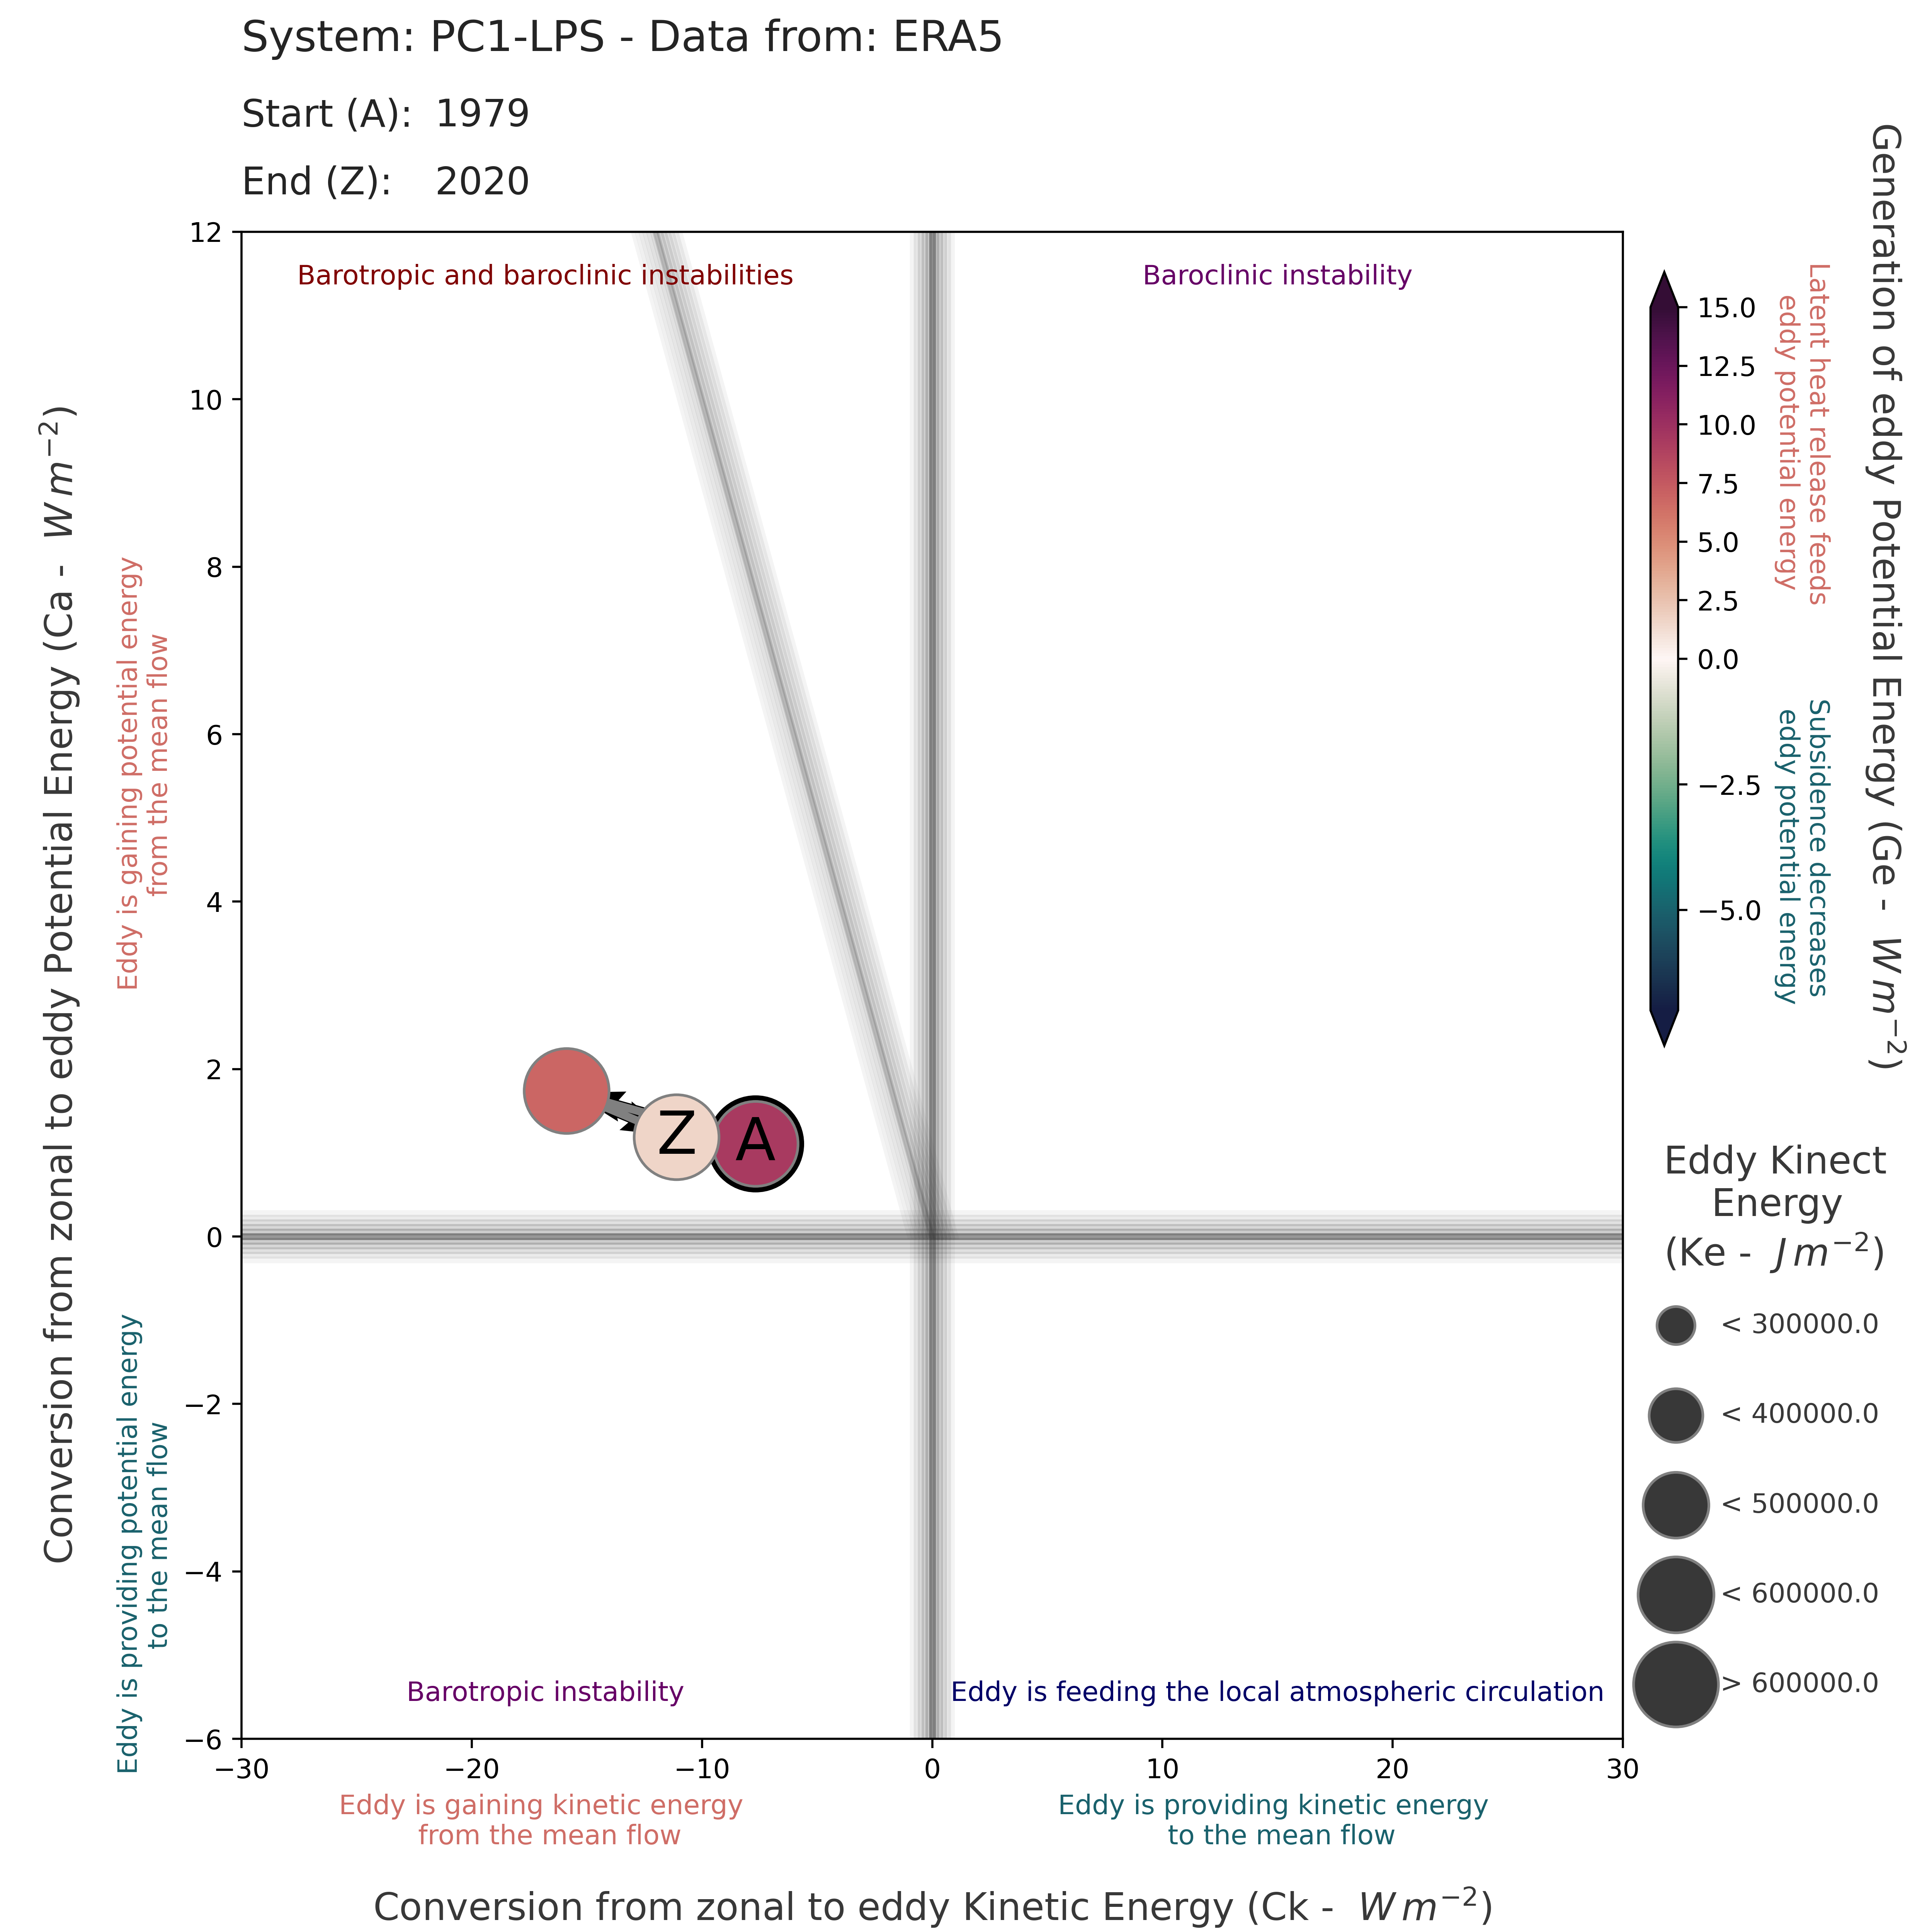 System: PC1-LPS - Data from: ERA5
Start (A): 1979
End (Z): 2020
Barotropic and baroclinic instabilities
Baroclinic instability
12
10
8
6
4
2
0
−2
−4
−6
Conversion from zonal to eddy Potential Energy (Ca - W m⁻²)
Eddy is gaining potential energy
from the mean flow
Eddy is providing potential energy
to the mean flow
Z
A
Barotropic instability
Eddy is feeding the local atmospheric circulation
−30
−20
−10
0
10
20
30
Eddy is gaining kinetic energy
from the mean flow
Eddy is providing kinetic energy
to the mean flow
Conversion from zonal to eddy Kinetic Energy (Ck - W m⁻²)
15.0
12.5
10.0
7.5
5.0
2.5
0.0
−2.5
−5.0
Latent heat release feeds
eddy potential energy
Subsidence decreases
eddy potential energy
Generation of eddy Potential Energy (Ge - W m⁻²)
Eddy Kinect
Energy
(Ke - J m⁻²)
< 300000.0
< 400000.0
< 500000.0
< 600000.0
> 600000.0